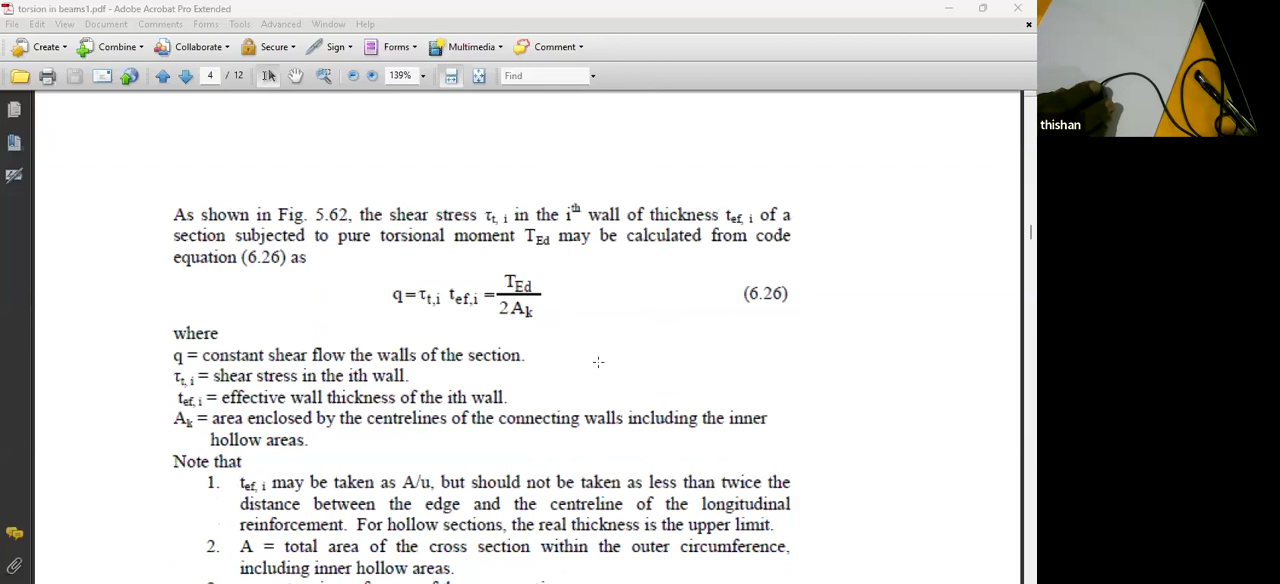 torsion in beams1.pdf - Adobe Acrobat Pro Extended
File Edit View Document Comments Forms Tools Advanced Window Help
Create Combine Collaborate Secure Sign Forms Multimedia Comment
4 / 12 139% Find
thishan
As shown in Fig. 5.62, the shear stress τt, i in the ith wall of thickness tef, i of a
section subjected to pure torsional moment TEd may be calculated from code
equation (6.26) as
q=τt,i tef,i = TEd / 2Ak (6.26)
where
q = constant shear flow the walls of the section.
τt, i = shear stress in the ith wall.
tef, i = effective wall thickness of the ith wall.
Ak = area enclosed by the centrelines of the connecting walls including the inner
hollow areas.
Note that
1. tef, i may be taken as A/u, but should not be taken as less than twice the
distance between the edge and the centreline of the longitudinal
reinforcement. For hollow sections, the real thickness is the upper limit.
2. A = total area of the cross section within the outer circumference,
including inner hollow areas.